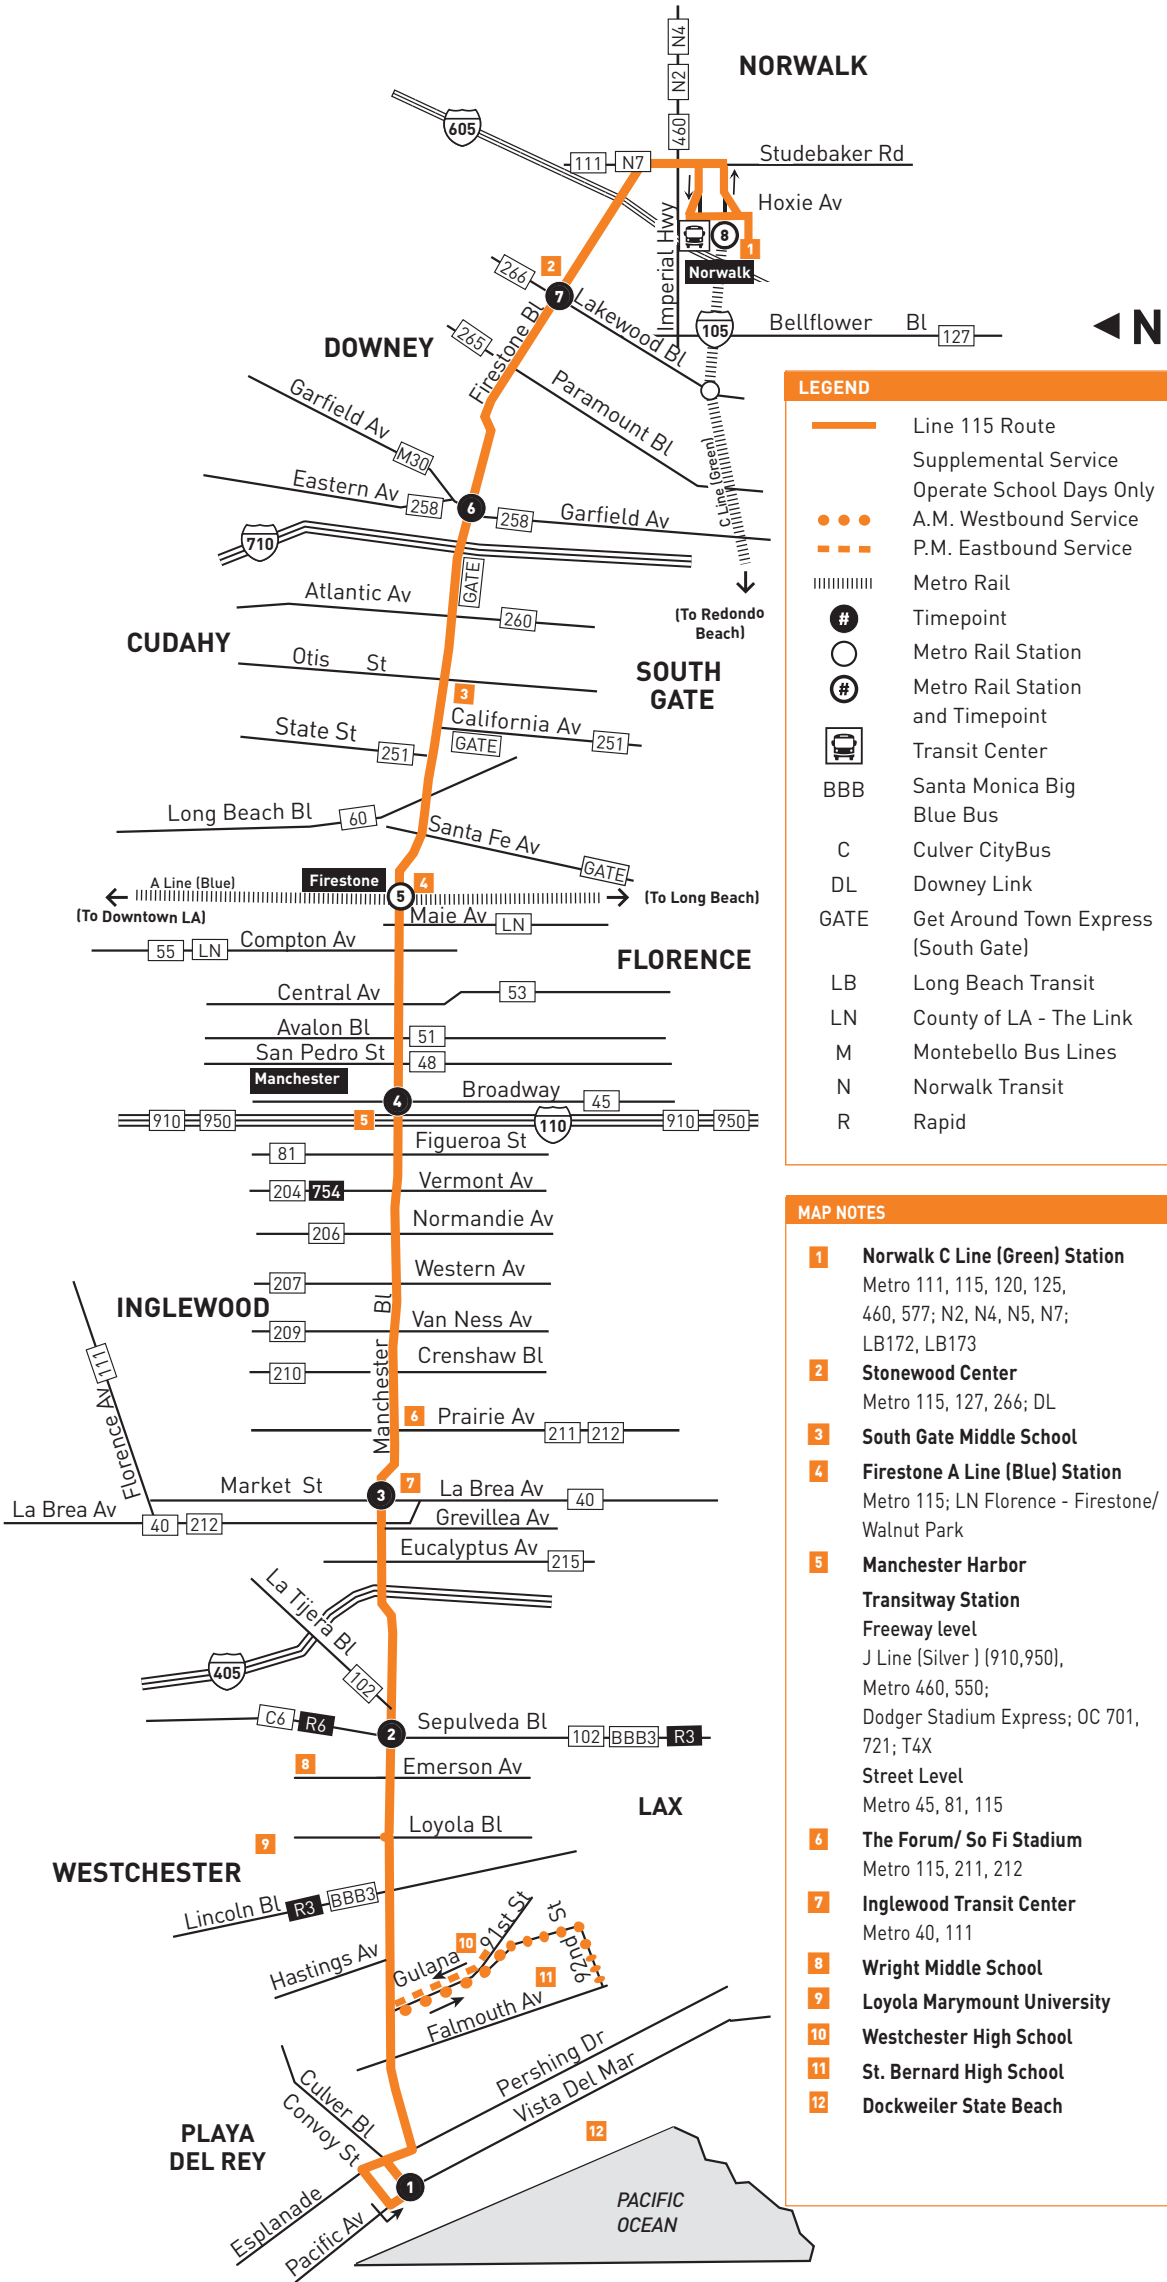 N4
NORWALK
N2
605
460
111
N7
Studebaker Rd
Hoxie Av
8
1
Imperial Hwy
Norwalk
266
2
7
Lakewood Bl
105
Bellflower Bl
127
N
265
Firestone Bl
DOWNEY
Paramount Bl
Garfield Av
M30
C Line (Green)
Eastern Av
258
6
258
Garfield Av
710
GATE
Atlantic Av
260
(To Redondo
Beach)
CUDAHY
Otis St
SOUTH
GATE
3
State St
251
California Av
GATE
251
Long Beach Bl
60
Santa Fe Av
GATE
A Line (Blue)
Firestone
4
5
(To Downtown LA)
(To Long Beach)
Maie Av
LN
55
LN
Compton Av
FLORENCE
Central Av
53
Avalon Bl
51
San Pedro St
48
Manchester
4
Broadway
45
910
950
5
110
910
950
81
Figueroa St
204
754
Vermont Av
206
Normandie Av
207
Western Av
INGLEWOOD
Manchester Bl
209
Van Ness Av
210
Crenshaw Bl
111
Florence Av
6
Prairie Av
211
212
Market St
3
7
La Brea Av
40
La Brea Av
40
212
Grevillea Av
Eucalyptus Av
215
La Tijera Bl
405
102
C6
R6
2
Sepulveda Bl
102
BBB3
R3
8
Emerson Av
LAX
9
Loyola Bl
WESTCHESTER
Lincoln Bl
R3
BBB3
Hastings Av
Gulana
10
91st St
92nd St
11
Falmouth Av
Culver Bl
Convoy St
Pershing Dr
Vista Del Mar
PLAYA
DEL REY
12
1
Esplanade
Pacific Av
PACIFIC
OCEAN
LEGEND
Line 115 Route
Supplemental Service
Operate School Days Only
A.M. Westbound Service
P.M. Eastbound Service
Metro Rail
# Timepoint
Metro Rail Station
# Metro Rail Station
and Timepoint
Transit Center
BBB Santa Monica Big
Blue Bus
C Culver CityBus
DL Downey Link
GATE Get Around Town Express
(South Gate)
LB Long Beach Transit
LN County of LA - The Link
M Montebello Bus Lines
N Norwalk Transit
R Rapid
MAP NOTES
1 Norwalk C Line (Green) Station
Metro 111, 115, 120, 125,
460, 577; N2, N4, N5, N7;
LB172, LB173
2 Stonewood Center
Metro 115, 127, 266; DL
3 South Gate Middle School
4 Firestone A Line (Blue) Station
Metro 115; LN Florence - Firestone/
Walnut Park
5 Manchester Harbor
Transitway Station
Freeway level
J Line (Silver ) (910,950),
Metro 460, 550;
Dodger Stadium Express; OC 701,
721; T4X
Street Level
Metro 45, 81, 115
6 The Forum/ So Fi Stadium
Metro 115, 211, 212
7 Inglewood Transit Center
Metro 40, 111
8 Wright Middle School
9 Loyola Marymount University
10 Westchester High School
11 St. Bernard High School
12 Dockweiler State Beach